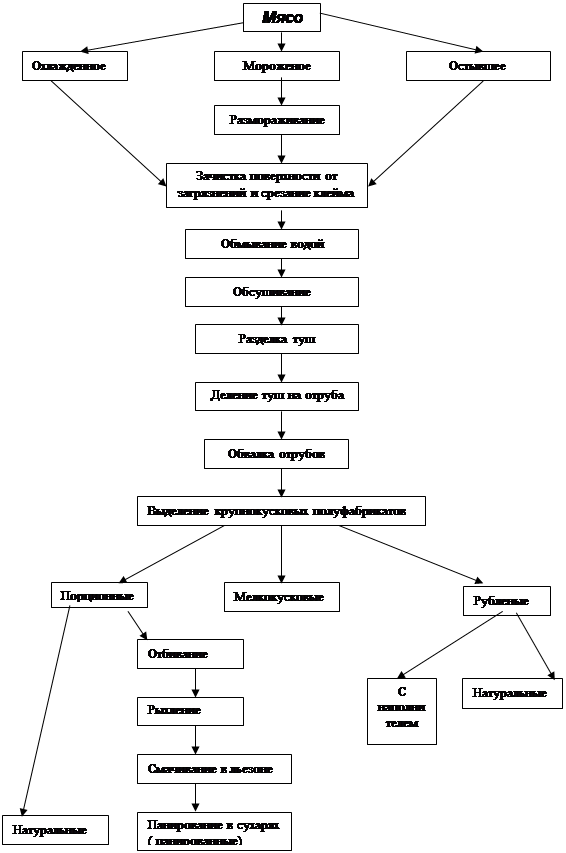 Мясо
Охлажденное
Мороженое
Остывшее
Размораживание
Зачистка поверхности от
загрязнений и срезание клейма
Обмывание водой
Обсушивание
Разделка туш
Деление туш на отруба
Обвалка отрубов
Выделение крупнокусковых полуфабрикатов
Порционные
Мелкокусковые
Рубленые
Отбивание
С
наполни
телем
Натуральные
Рыхление
Смачивание в льезоне
Натуральные
Панирование в сухарях
( панированные)